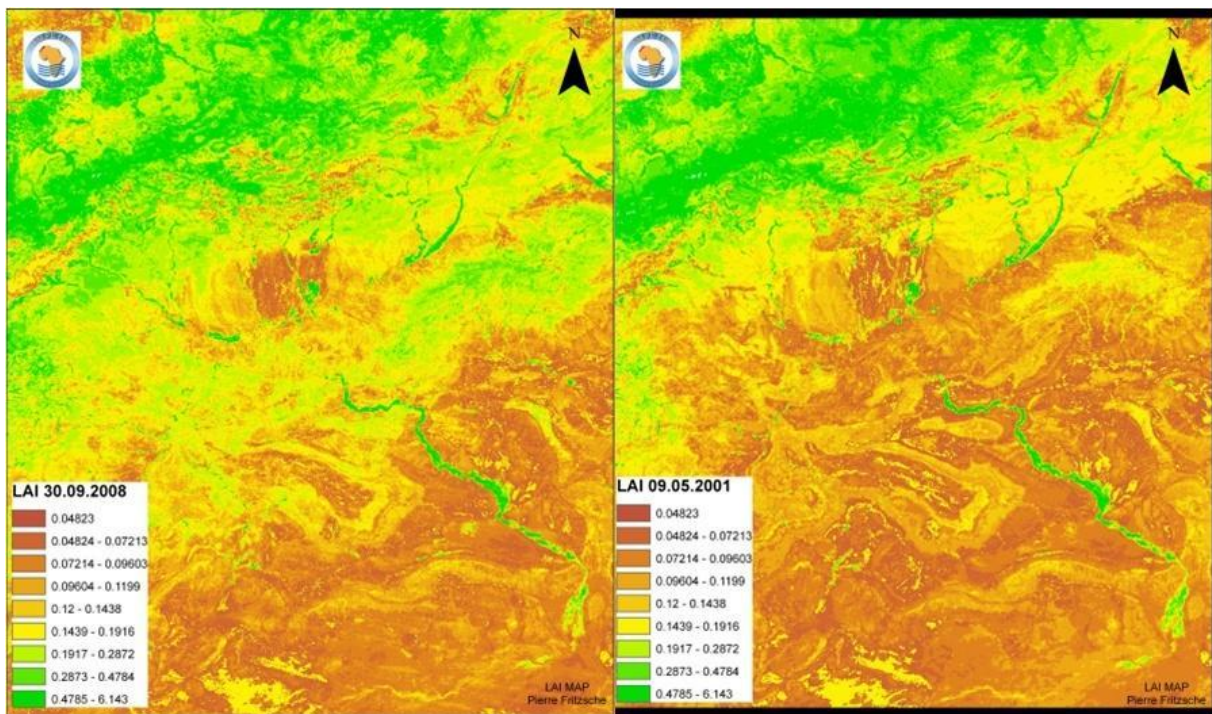 N
LAI 30.09.2008
0.04823
0.04824 - 0.07213
0.07214 - 0.09603
0.09604 - 0.1199
0.12 - 0.1438
0.1439 - 0.1916
0.1917 - 0.2872
0.2873 - 0.4784
0.4785 - 6.143
LAI MAP
Pierre Fritzsche
N
LAI 09.05.2001
0.04823
0.04824 - 0.07213
0.07214 - 0.09603
0.09604 - 0.1199
0.12 - 0.1438
0.1439 - 0.1916
0.1917 - 0.2872
0.2873 - 0.4784
0.4785 - 6.143
LAI MAP
Pierre Fritzsche